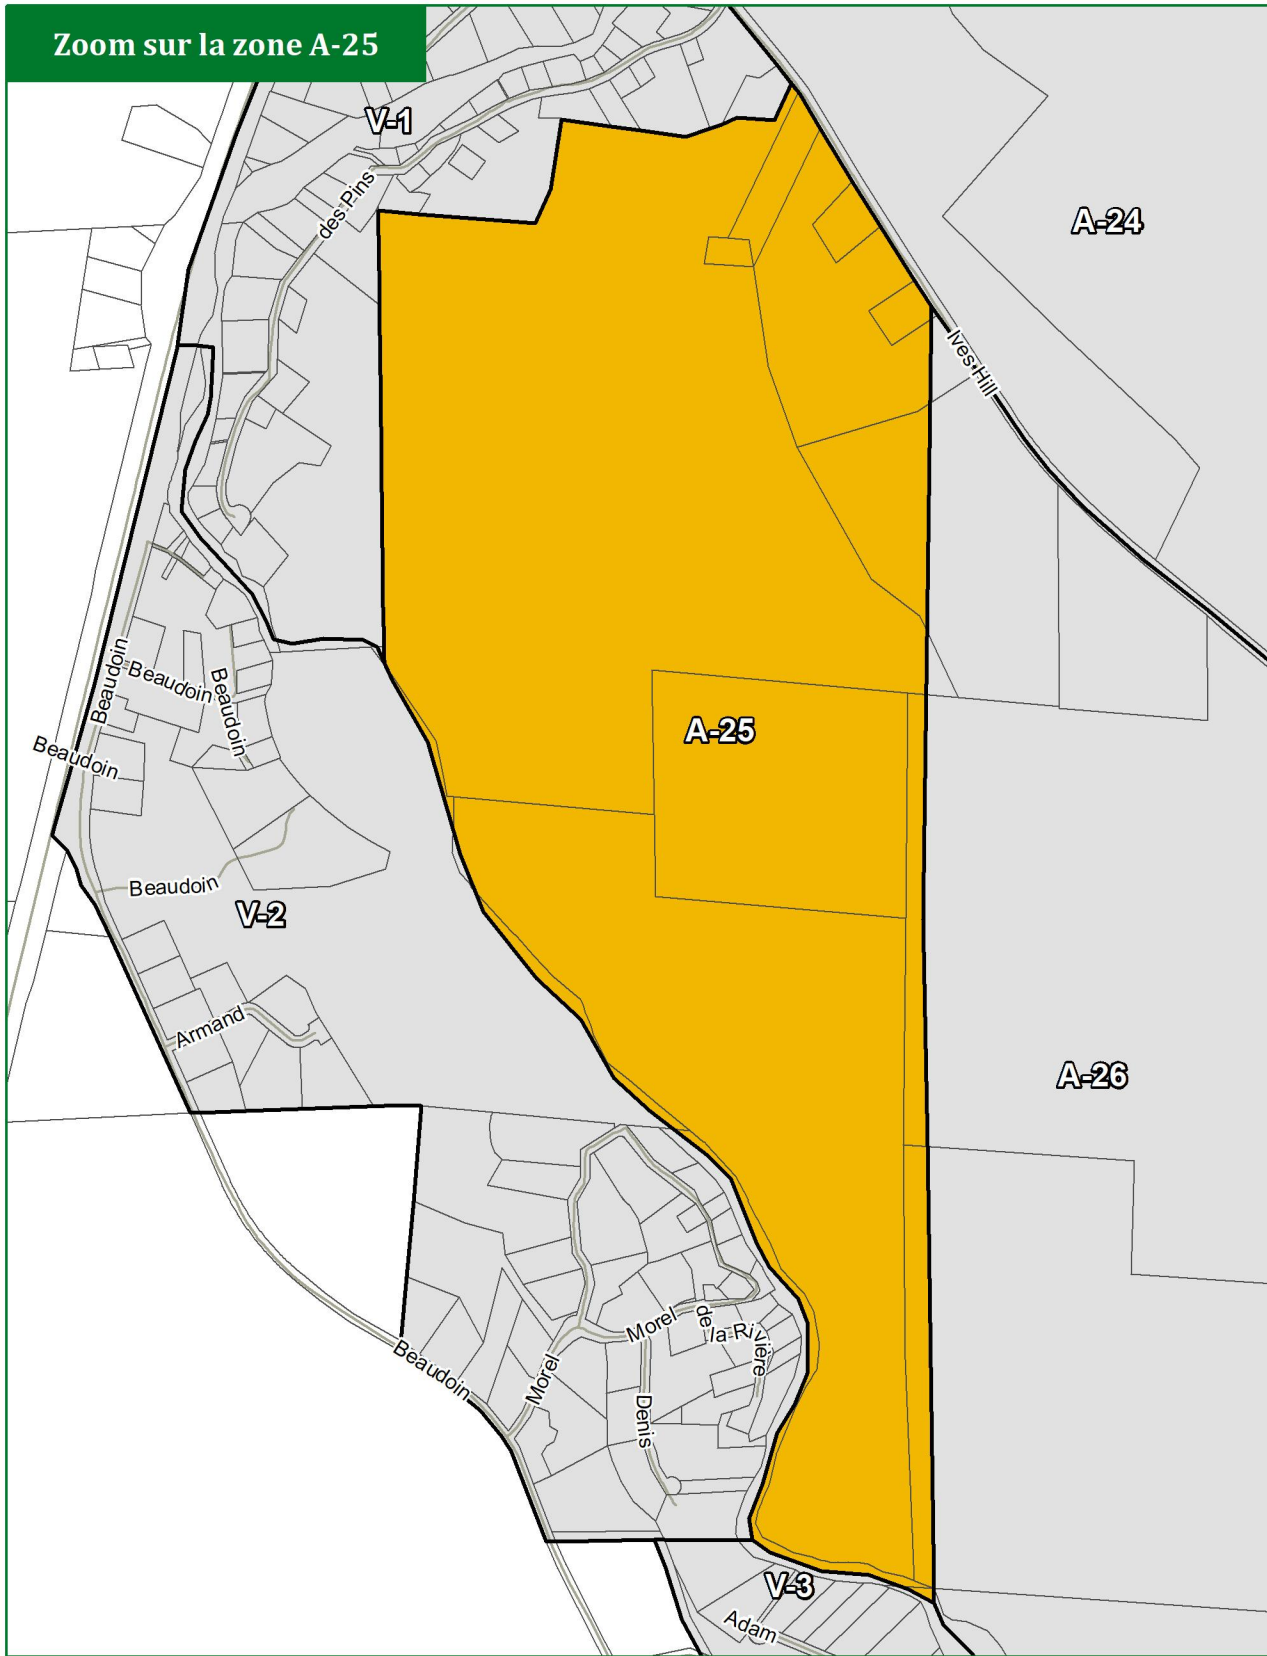 Zoom sur la zone A-25
V-1
des Pins
A-24
Ives Hill
Beaudoin
Beaudoin
Beaudoin
Beaudoin
A-25
Beaudoin
V-2
Armand
A-26
Morel
de la Rivière
Beaudoin
Morel
Denis
V-3
Adam